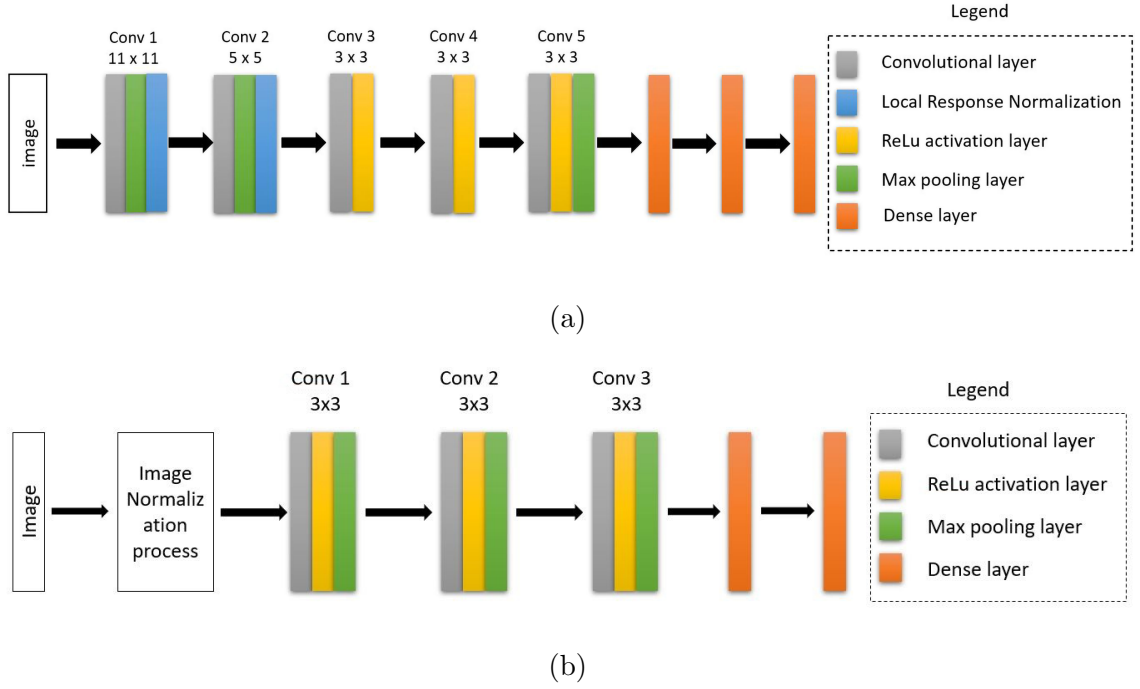 Legend
Conv 1
11 x 11
Conv 2
5 x 5
Conv 3
3 x 3
Conv 4
3 x 3
Conv 5
3 x 3
image
Convolutional layer
Local Response Normalization
ReLu activation layer
Max pooling layer
Dense layer
(a)
Conv 1
3x3
Conv 2
3x3
Conv 3
3x3
Legend
Image
Image
Normaliz
ation
process
Convolutional layer
ReLu activation layer
Max pooling layer
Dense layer
(b)